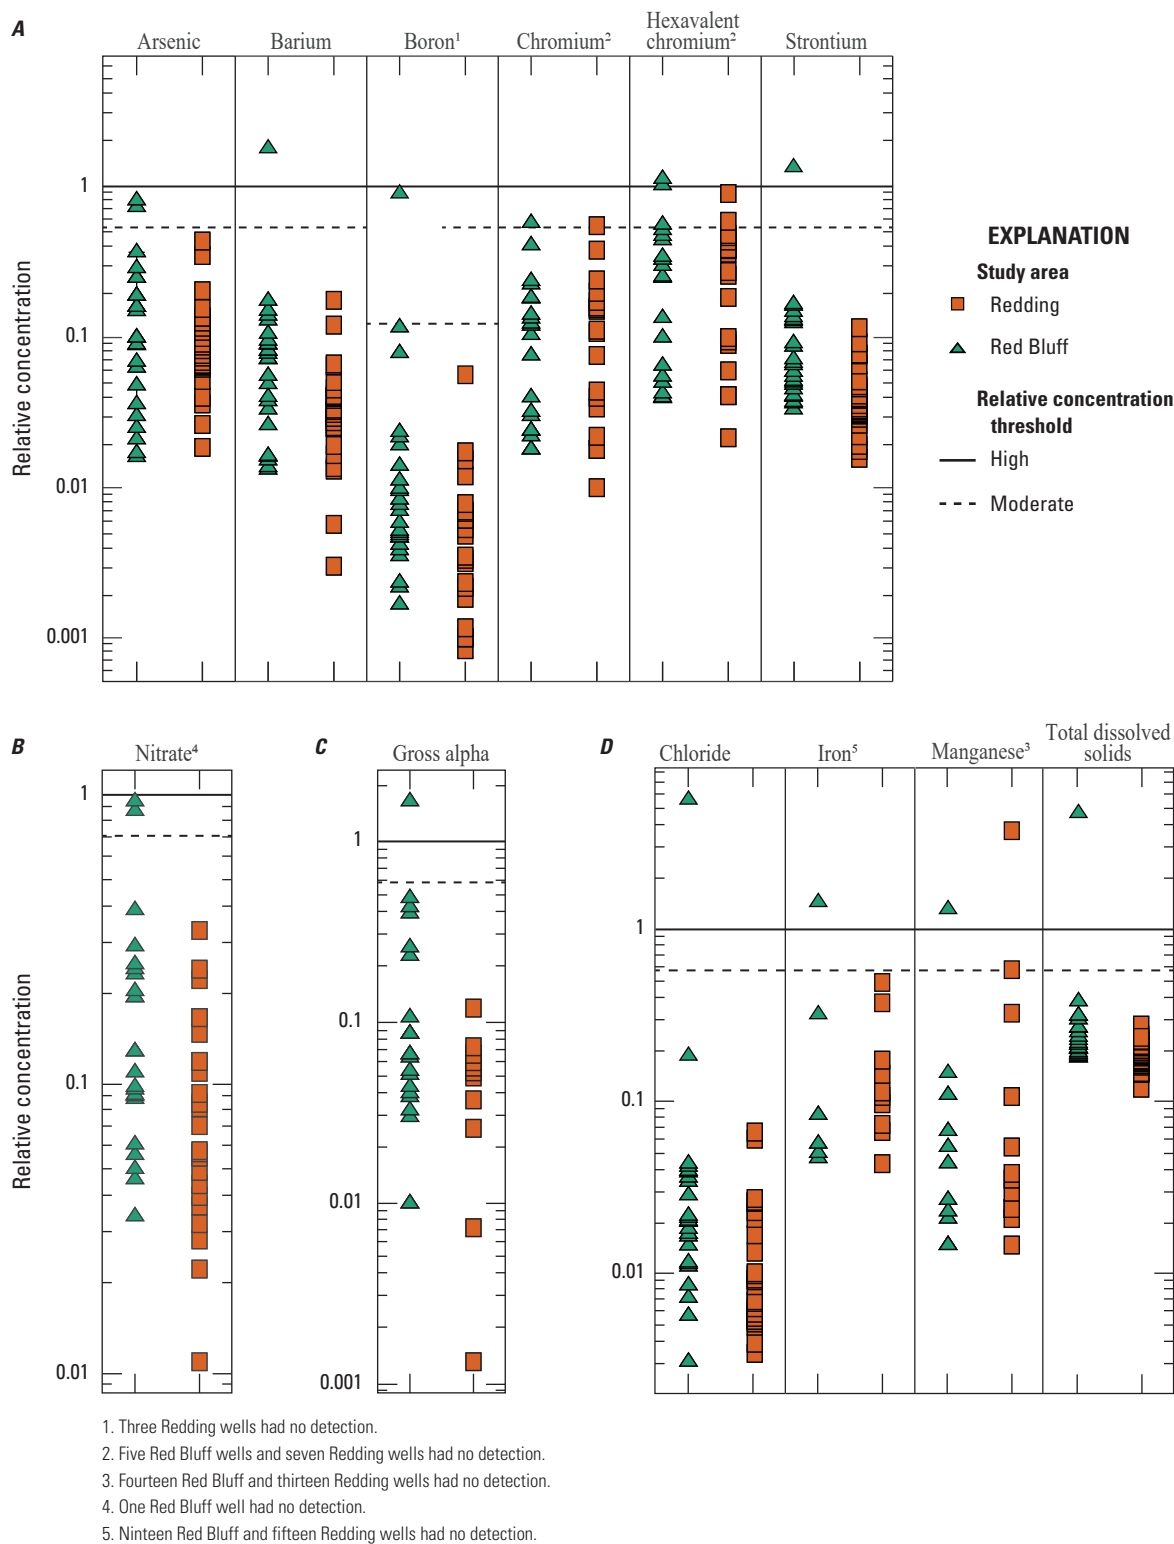 A
Arsenic Barium Boron¹ Chromium² Hexavalent chromium² Strontium
1
0.1
0.01
0.001
Relative concentration
EXPLANATION
Study area
Redding
Red Bluff
Relative concentration
threshold
High
Moderate
B
Nitrate⁴
1
0.1
0.01
Relative concentration
C
Gross alpha
1
0.1
0.01
0.001
D
Chloride Iron⁵ Manganese³ Total dissolved solids
1
0.1
0.01
1. Three Redding wells had no detection.
2. Five Red Bluff wells and seven Redding wells had no detection.
3. Fourteen Red Bluff and thirteen Redding wells had no detection.
4. One Red Bluff well had no detection.
5. Ninteen Red Bluff and fifteen Redding wells had no detection.